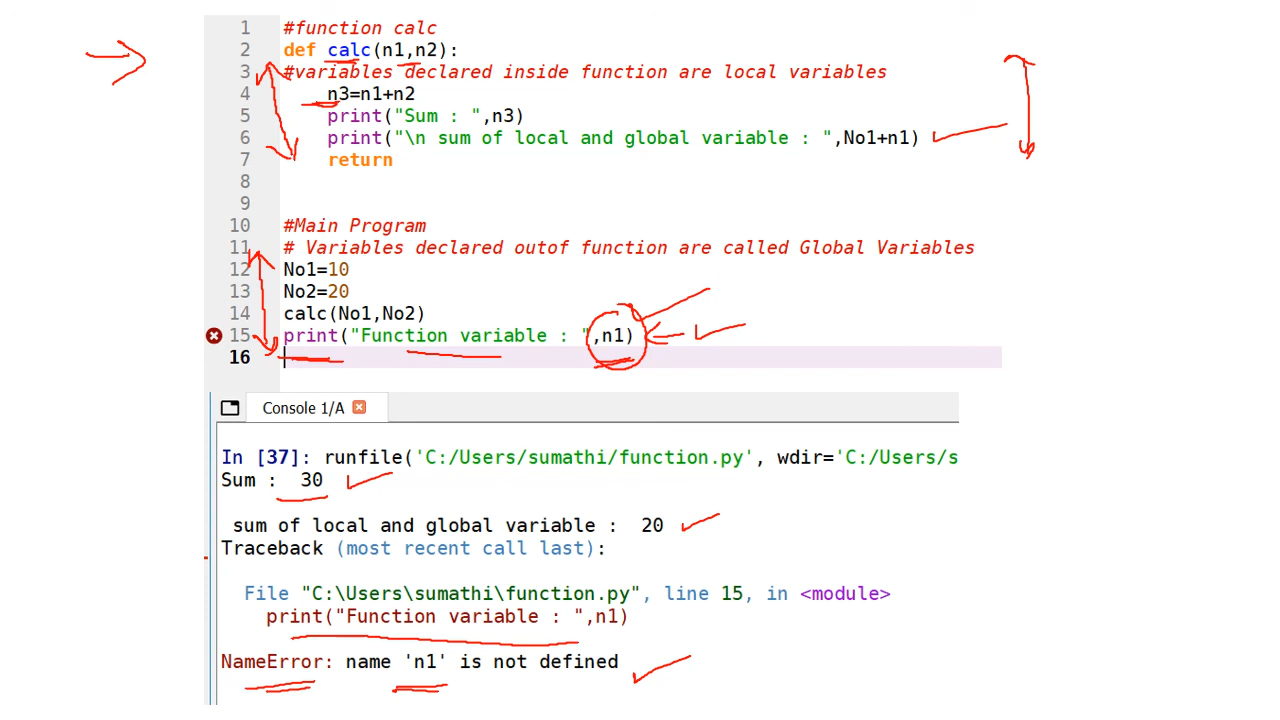 1 #function calc
2 def calc(n1,n2):
3 #variables declared inside function are local variables
4 n3=n1+n2
5 print("Sum : ",n3)
6 print("\n sum of local and global variable : ",No1+n1)
7 return
8
9
10 #Main Program
11 # Variables declared outof function are called Global Variables
12 No1=10
13 No2=20
14 calc(No1,No2)
15 print("Function variable : ",n1)
16
Console 1/A
In [37]: runfile('C:/Users/sumathi/function.py', wdir='C:/Users/s
Sum : 30
sum of local and global variable : 20
Traceback (most recent call last):
File "C:\Users\sumathi\function.py", line 15, in <module>
print("Function variable : ",n1)
NameError: name 'n1' is not defined